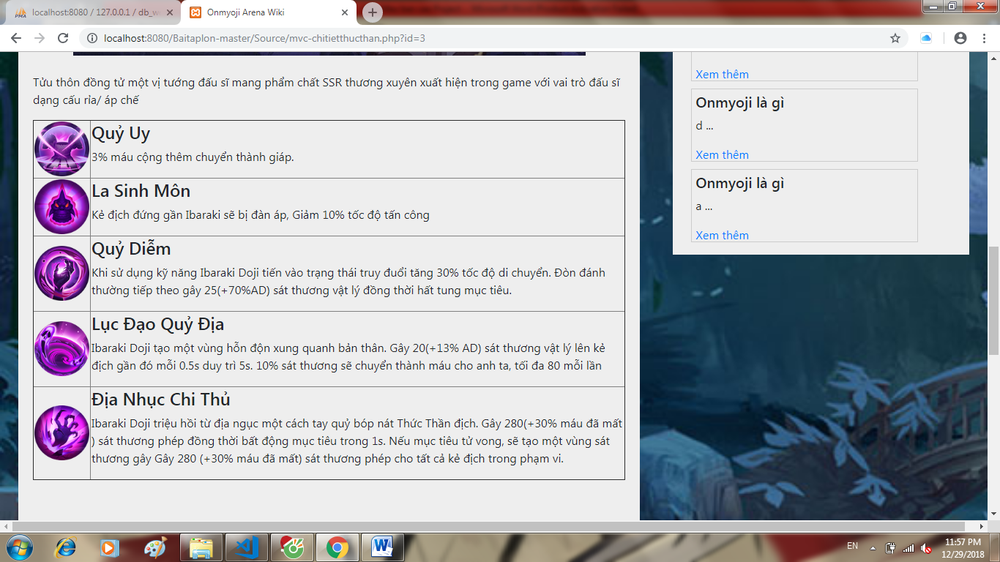 localhost:8080 / 127.0.0.1 / db_w
Onmyoji Arena Wiki
localhost:8080/Baitaplon-master/Source/mvc-chitietthucthan.php?id=3
Tửu thôn đồng tử một vị tướng đấu sĩ mang phẩm chất SSR thương xuyên xuất hiện trong game với vai trò đấu sĩ
dạng cấu rỉa/ áp chế
Quỷ Uy
3% máu cộng thêm chuyển thành giáp.
La Sinh Môn
Kẻ địch đứng gần Ibaraki sẽ bị đàn áp, Giảm 10% tốc độ tấn công
Quỷ Diễm
Khi sử dụng kỹ năng Ibaraki Doji tiến vào trạng thái truy đuổi tăng 30% tốc độ di chuyển. Đòn đánh
thường tiếp theo gây 25(+70%AD) sát thương vật lý đồng thời hất tung mục tiêu.
Lục Đạo Quỷ Địa
Ibaraki Doji tạo một vùng hỗn độn xung quanh bản thân. Gây 20(+13% AD) sát thương vật lý lên kẻ
địch gần đó mỗi 0.5s duy trì 5s. 10% sát thương sẽ chuyển thành máu cho anh ta, tối đa 80 mỗi lần
Địa Nhục Chi Thủ
Ibaraki Doji triệu hồi từ địa ngục một cách tay quỷ bóp nát Thức Thần địch. Gây 280(+30% máu đã mất
) sát thương phép đồng thời bất động mục tiêu trong 1s. Nếu mục tiêu tử vong, sẽ tạo một vùng sát
thương gây Gây 280 (+30% máu đã mất) sát thương phép cho tất cả kẻ địch trong phạm vi.
Xem thêm
Onmyoji là gì
d ...
Xem thêm
Onmyoji là gì
a ...
Xem thêm
EN
11:57 PM
12/29/2018